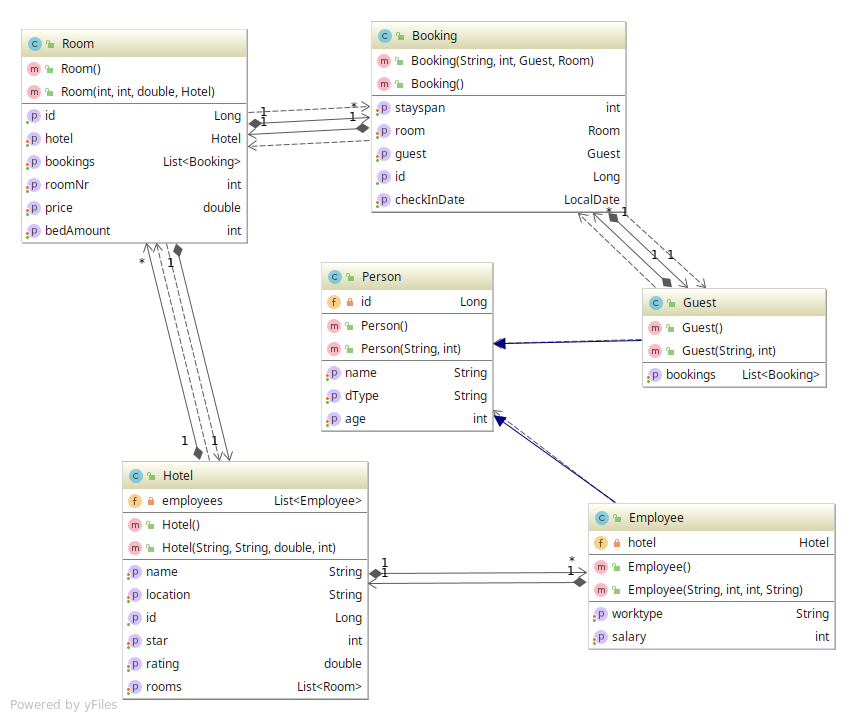 C Room
m Room()
m Room(int, int, double, Hotel)
p id Long
p hotel Hotel
p bookings List<Booking>
p roomNr int
p price double
p bedAmount int
C Booking
m Booking(String, int, Guest, Room)
m Booking()
p stayspan int
p room Room
p guest Guest
p id Long
p checkInDate LocalDate
1 *
1 1
* 1
1 1
C Person
f id Long
m Person()
m Person(String, int)
p name String
p dType String
p age int
C Guest
m Guest()
m Guest(String, int)
p bookings List<Booking>
* 1
1 1
C Hotel
f employees List<Employee>
m Hotel()
m Hotel(String, String, double, int)
p name String
p location String
p id Long
p star int
p rating double
p rooms List<Room>
1 *
1 1
C Employee
f hotel Hotel
m Employee()
m Employee(String, int, int, String)
p worktype String
p salary int
Powered by yFiles